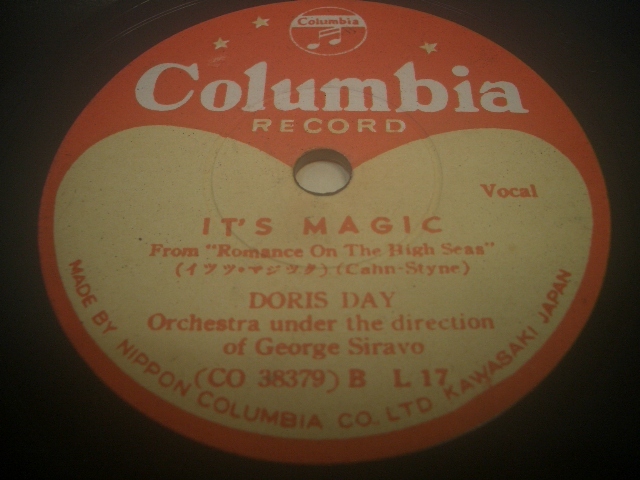 Columbia
Columbia
RECORD
Vocal
IT'S MAGIC
From "Romance On The High Seas"
(イツツ・マジツク) (Cahn-Styne)
DORIS DAY
Orchestra under the direction
of George Siravo
(CO 38379) B L 17
MADE BY NIPPON COLUMBIA CO., LTD KAWASAKI JAPAN